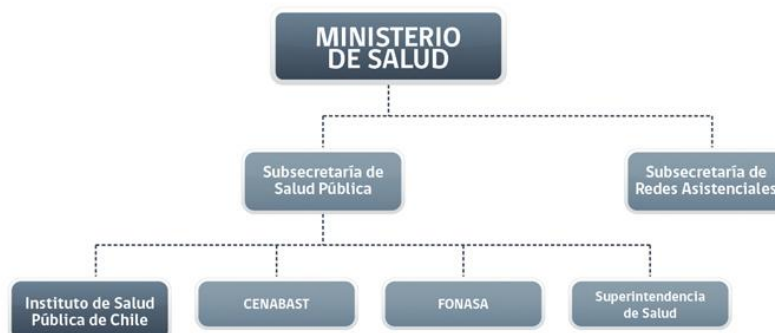 MINISTERIO
DE SALUD
Subsecretaría de
Salud Pública
Subsecretaría de
Redes Asistenciales
Instituto de Salud
Pública de Chile
CENABAST
FONASA
Superintendencia
de Salud